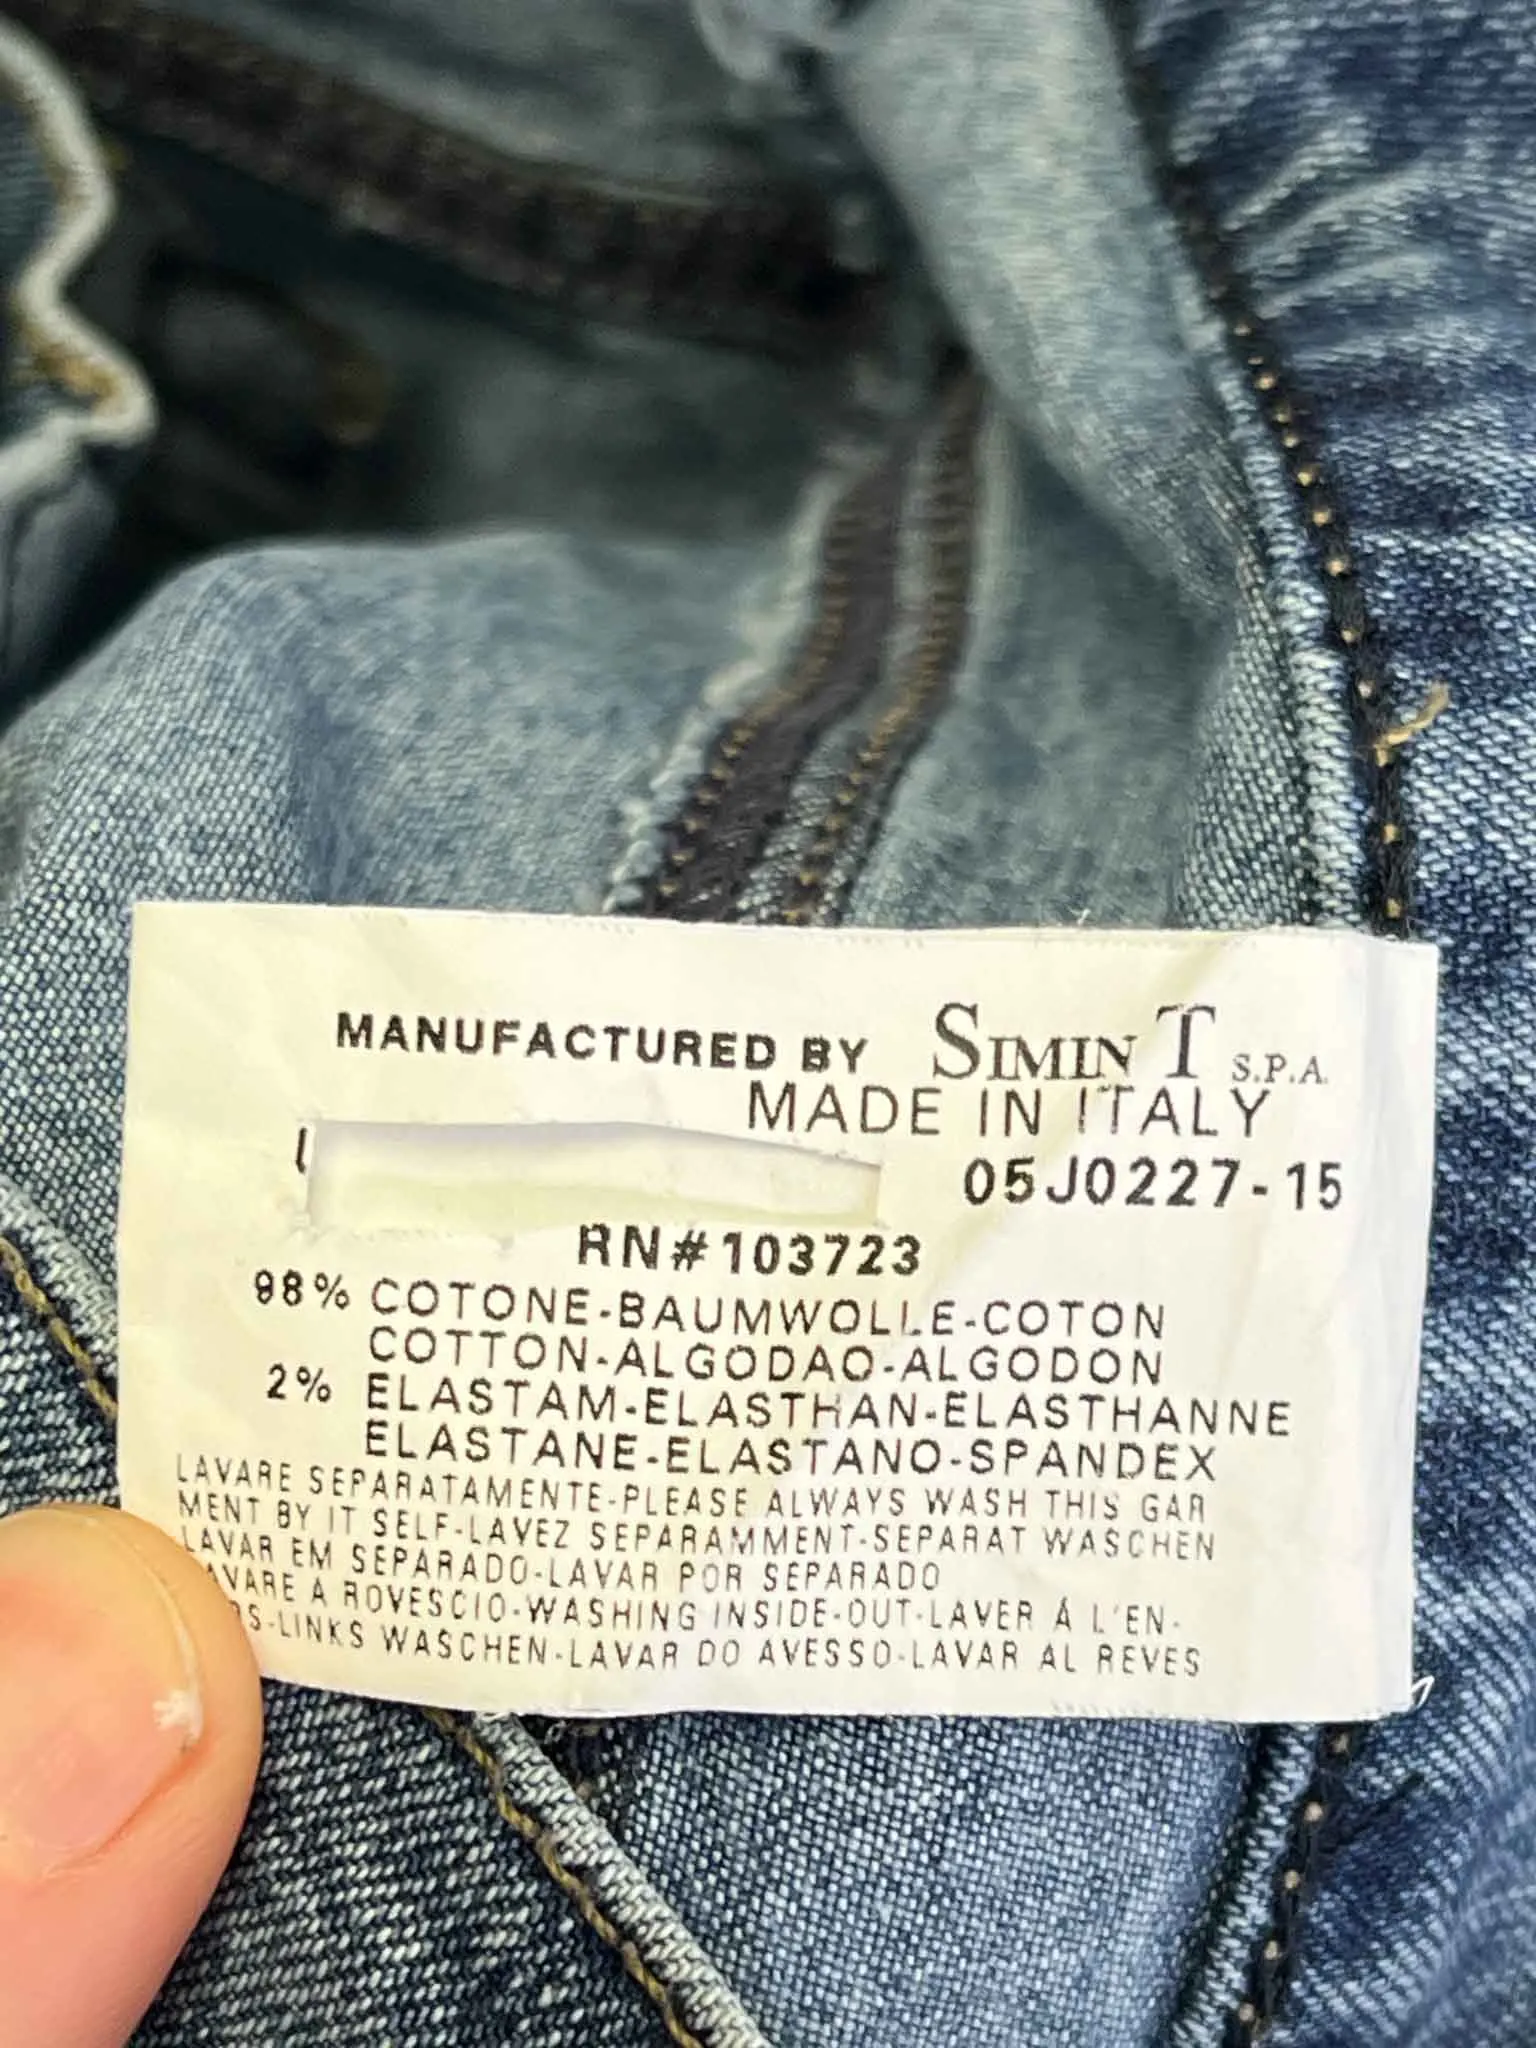 MANUFACTURED BY SIMIN T S.P.A.
MADE IN ITALY
05J0227-15
RN#103723
98% COTONE-BAUMWOLLE-COTON
COTTON-ALGODAO-ALGODON
2% ELASTAM-ELASTHAN-ELASTHANNE
ELASTANE-ELASTANO-SPANDEX
LAVARE SEPARATAMENTE-PLEASE ALWAYS WASH THIS GAR
MENT BY IT SELF-LAVEZ SEPARAMMENT-SEPARAT WASCHEN
LAVAR EM SEPARADO-LAVAR POR SEPARADO
AVARE A ROVESCIO-WASHING INSIDE-OUT-LAVER Á L'EN-
S-LINKS WASCHEN-LAVAR DO AVESSO-LAVAR AL REVES